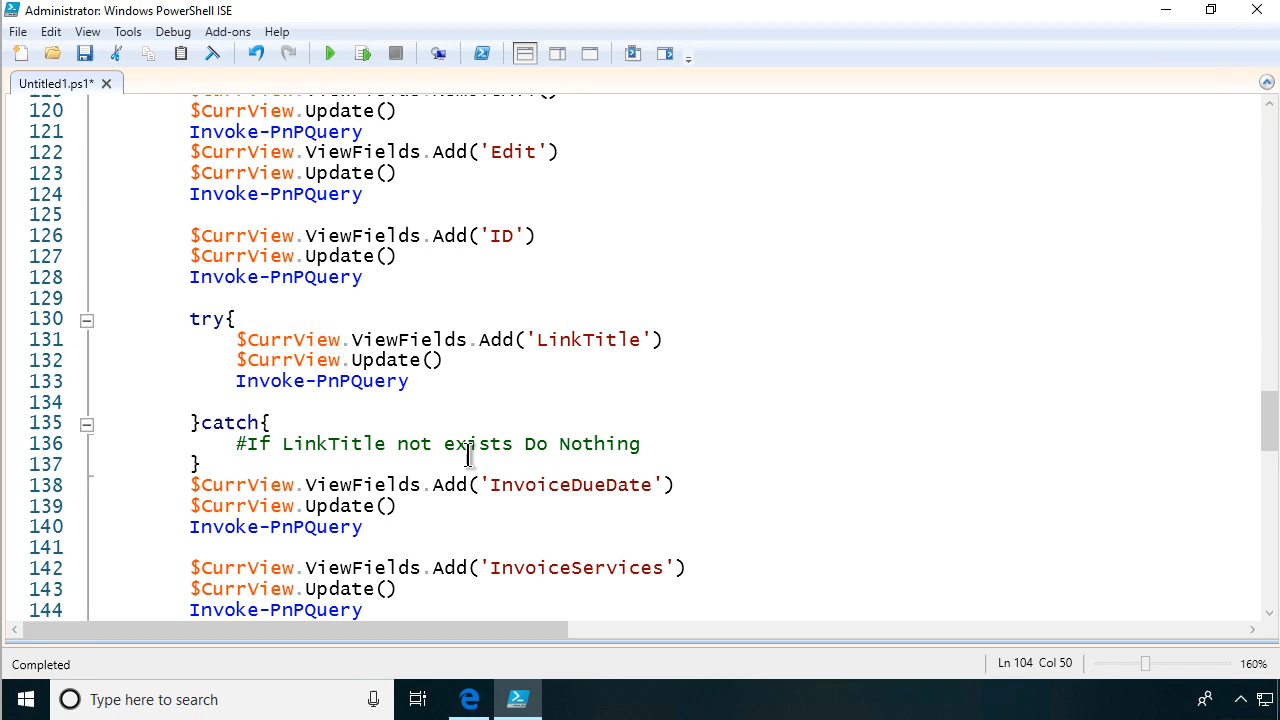 Administrator: Windows PowerShell ISE
File Edit View Tools Debug Add-ons Help
Untitled1.ps1*
120 $CurrView.Update()
121 Invoke-PnPQuery
122 $CurrView.ViewFields.Add('Edit')
123 $CurrView.Update()
124 Invoke-PnPQuery
125
126 $CurrView.ViewFields.Add('ID')
127 $CurrView.Update()
128 Invoke-PnPQuery
129
130 try{
131 $CurrView.ViewFields.Add('LinkTitle')
132 $CurrView.Update()
133 Invoke-PnPQuery
134
135 }catch{
136 #If LinkTitle not exists Do Nothing
137 }
138 $CurrView.ViewFields.Add('InvoiceDueDate')
139 $CurrView.Update()
140 Invoke-PnPQuery
141
142 $CurrView.ViewFields.Add('InvoiceServices')
143 $CurrView.Update()
144 Invoke-PnPQuery
Completed Ln 104 Col 50 160%
Type here to search